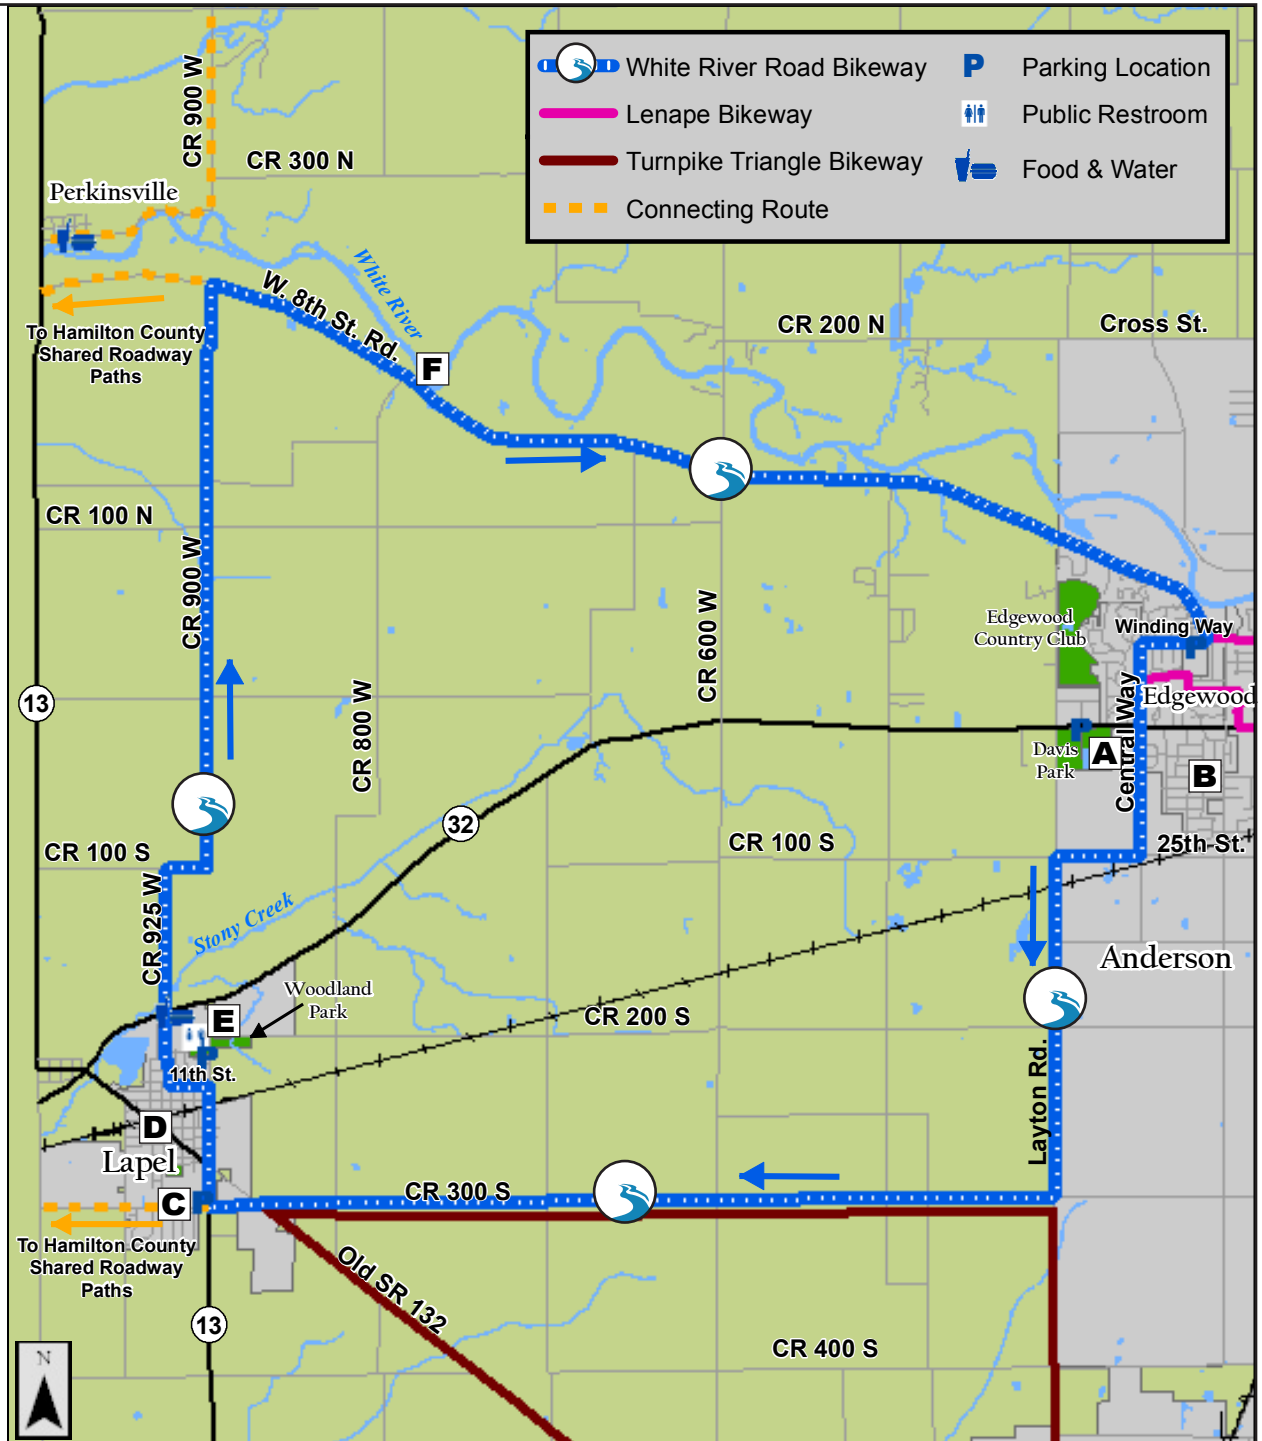 White River Road Bikeway
Lenape Bikeway
Turnpike Triangle Bikeway
Connecting Route
P Parking Location
Public Restroom
Food & Water
CR 900 W
CR 300 N
Perkinsville
White River
W. 8th St. Rd.
To Hamilton County
Shared Roadway
Paths
F
CR 200 N
Cross St.
CR 100 N
CR 900 W
CR 600 W
Edgewood
Country Club
Winding Way
P
Edgewood
13
CR 800 W
Central Way
P
Davis
Park
A
B
32
CR 100 S
CR 100 S
25th St.
CR 925 W
Stony Creek
Anderson
Woodland
Park
E
P
CR 200 S
11th St.
Layton Rd.
D
Lapel
C
P
CR 300 S
To Hamilton County
Shared Roadway
Paths
Old SR 132
13
CR 400 S
N